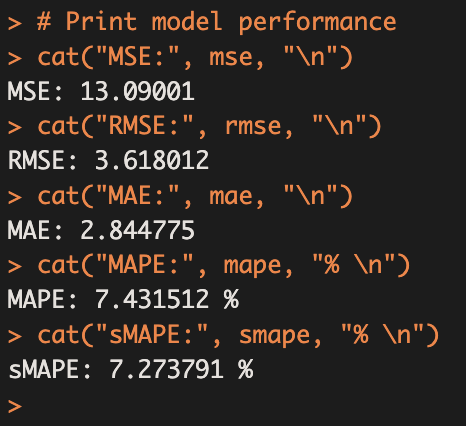 > # Print model performance
> cat("MSE:", mse, "\n")
MSE: 13.09001
> cat("RMSE:", rmse, "\n")
RMSE: 3.618012
> cat("MAE:", mae, "\n")
MAE: 2.844775
> cat("MAPE:", mape, "% \n")
MAPE: 7.431512 %
> cat("sMAPE:", smape, "% \n")
sMAPE: 7.273791 %
>